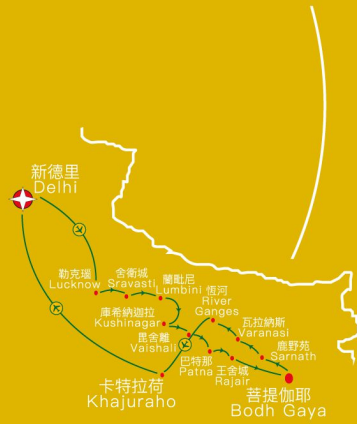 新德里
Delhi
勒克瑙
Lucknow
舍衛城
Sravasti
蘭毗尼
Lumbini
恆河
River
Ganges
庫希納迦拉
Kushinagar
瓦拉納斯
Varanasi
毘舍離
Vaishali
鹿野苑
Sarnath
巴特那
Patna
王舍城
Rajair
卡特拉荷
Khajuraho
菩提伽耶
Bodh Gaya